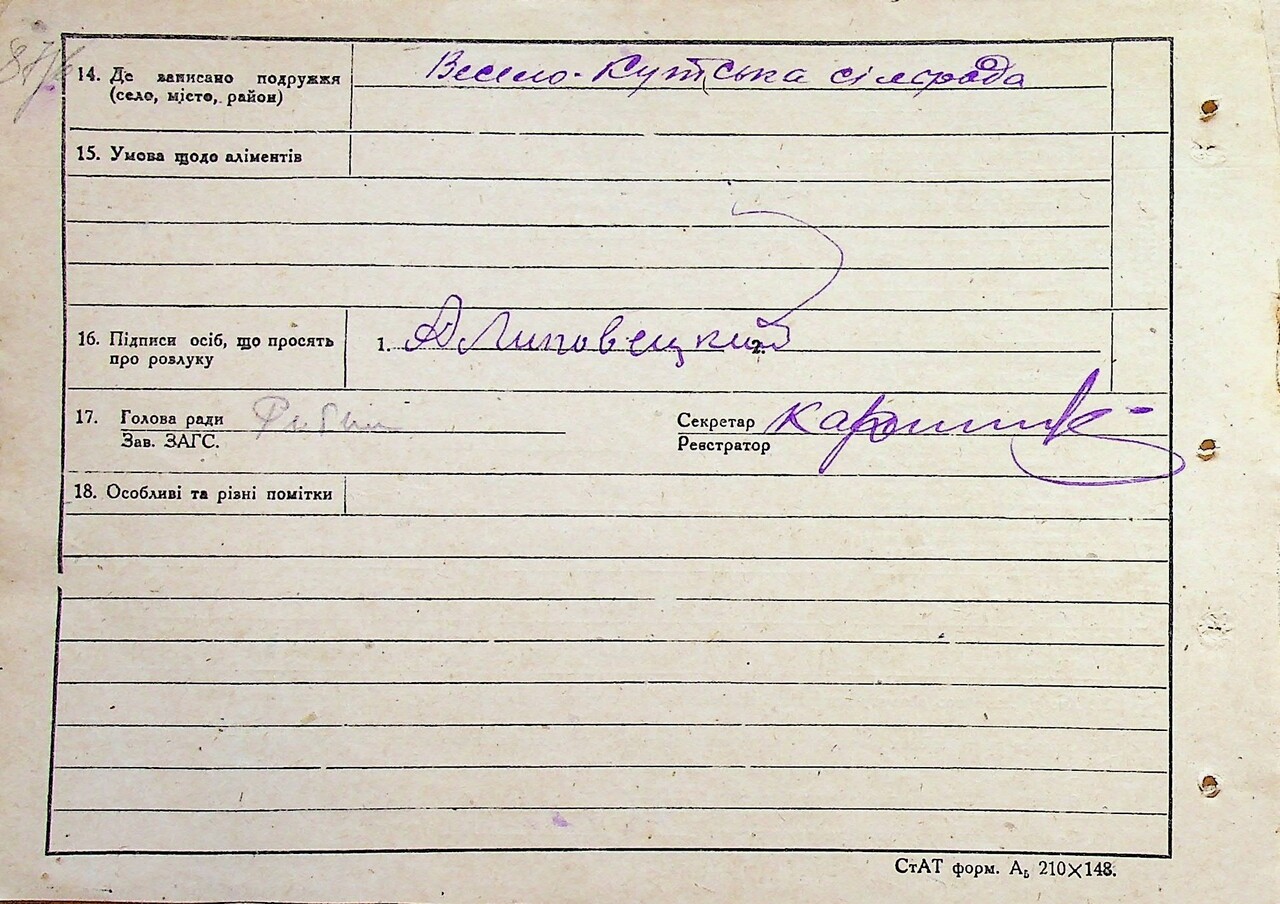 14. Де записано подружжя Весело-Кутська сілярада
(село, місто, район)
15. Умова щодо аліментів
16. Підписи осіб, що просять 1. АЛиповецкий 2.
про розлуку
17. Голова ради Секретар
Зав. ЗАГС. Реєстратор
18. Особливі та різні помітки
СтАТ форм. А₅ 210×148.